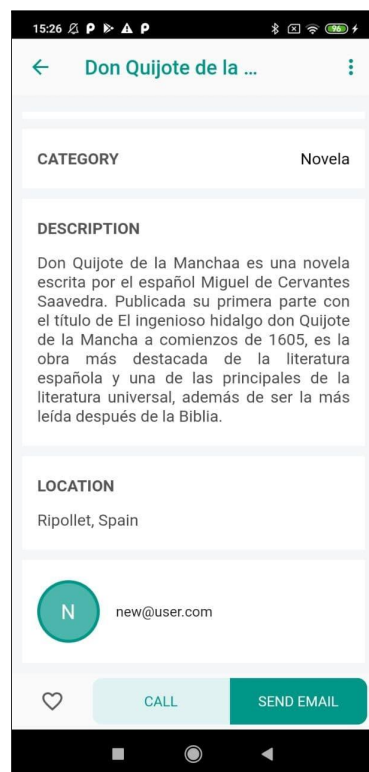 15:26
96
Don Quijote de la ...
CATEGORY Novela
DESCRIPTION
Don Quijote de la Manchaa es una novela
escrita por el español Miguel de Cervantes
Saavedra. Publicada su primera parte con
el título de El ingenioso hidalgo don Quijote
de la Mancha a comienzos de 1605, es la
obra más destacada de la literatura
española y una de las principales de la
literatura universal, además de ser la más
leída después de la Biblia.
LOCATION
Ripollet, Spain
N new@user.com
CALL SEND EMAIL